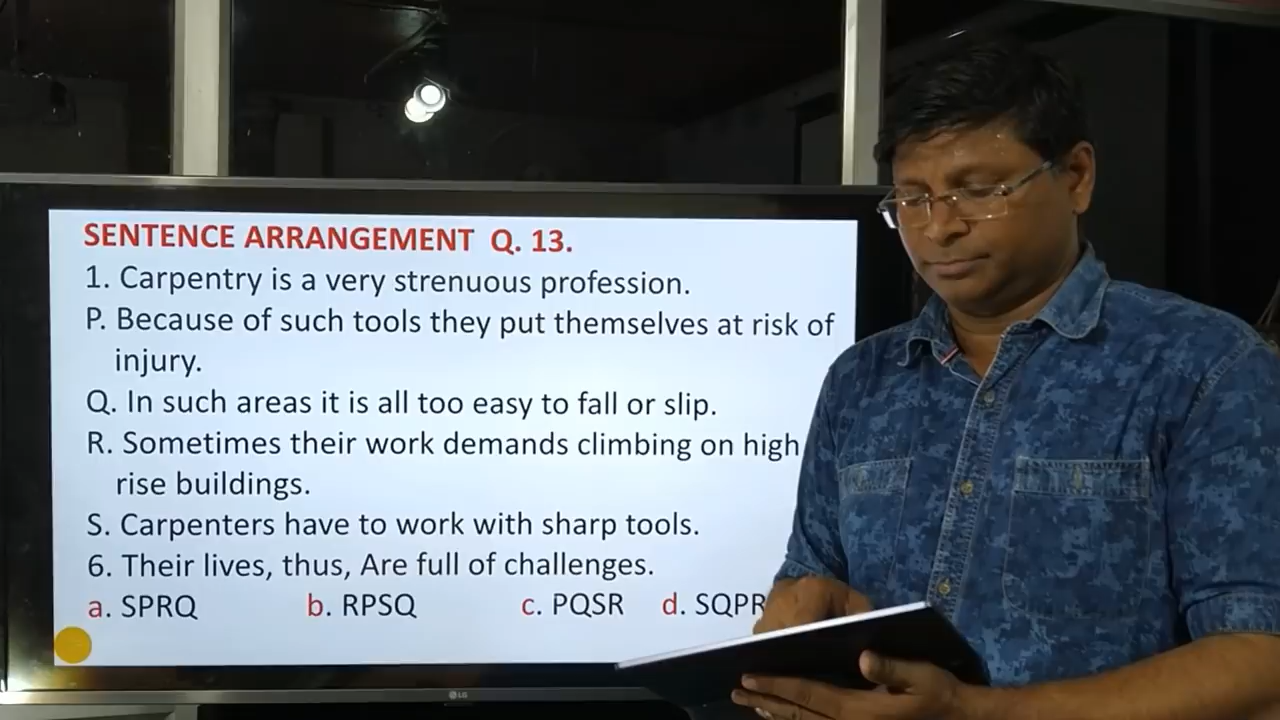 SENTENCE ARRANGEMENT Q. 13.
1. Carpentry is a very strenuous profession.
P. Because of such tools they put themselves at risk of
injury.
Q. In such areas it is all too easy to fall or slip.
R. Sometimes their work demands climbing on high
rise buildings.
S. Carpenters have to work with sharp tools.
6. Their lives, thus, Are full of challenges.
a. SPRQ b. RPSQ c. PQSR d. SQPR
LG